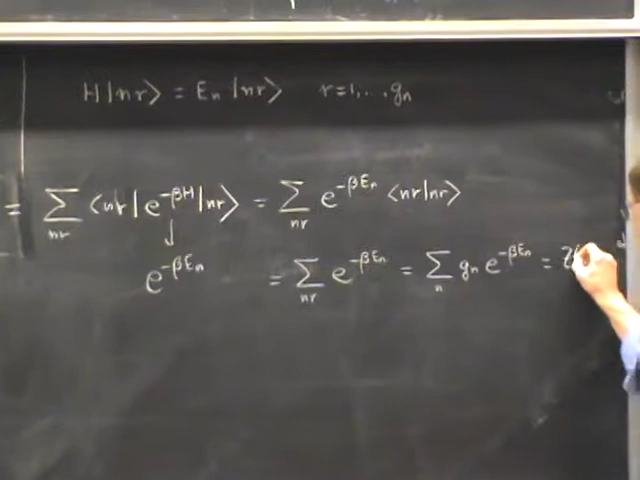 H|nr> = Eₙ |nr>   r=1,...,gₙ
= ∑ₙᵣ <nr| e^{-βH} |nr> = ∑ₙᵣ e^{-βEₙ} <nr|nr>
↓
e^{-βEₙ}   = ∑ₙᵣ e^{-βEₙ} = ∑ₙ gₙ e^{-βEₙ} =